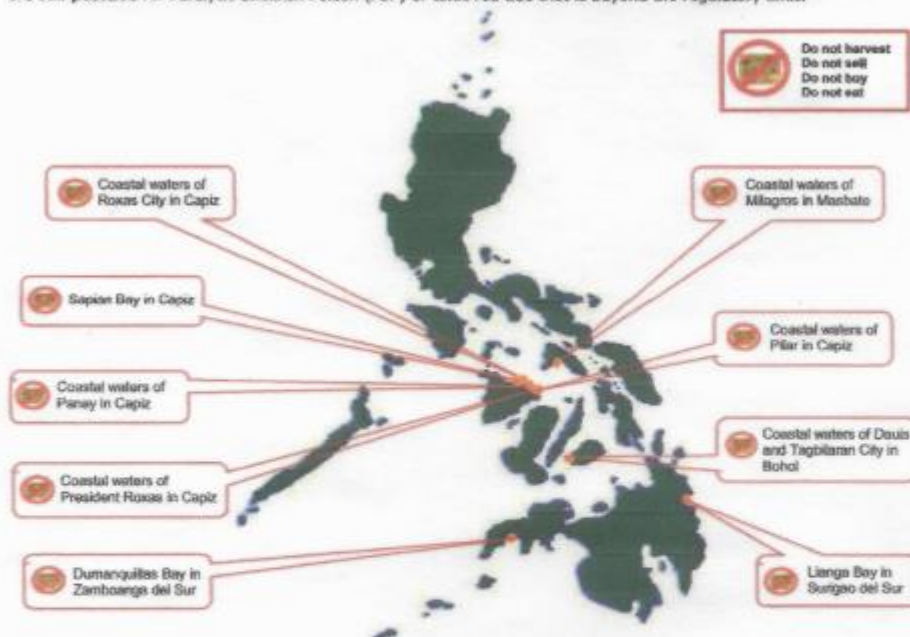 Do not harvest
Do not sell
Do not buy
Do not eat
Coastal waters of
Roxas City in Capiz
Coastal waters of
Milagros in Masbate
Sapian Bay in Capiz
Coastal waters of
Pilar in Capiz
Coastal waters of
Panay in Capiz
Coastal waters of Dauis
and Tagbilaran City in
Bohol
Coastal waters of
President Roxas in Capiz
Dumanquillas Bay in
Zamboanga del Sur
Lianga Bay in
Surigao del Sur